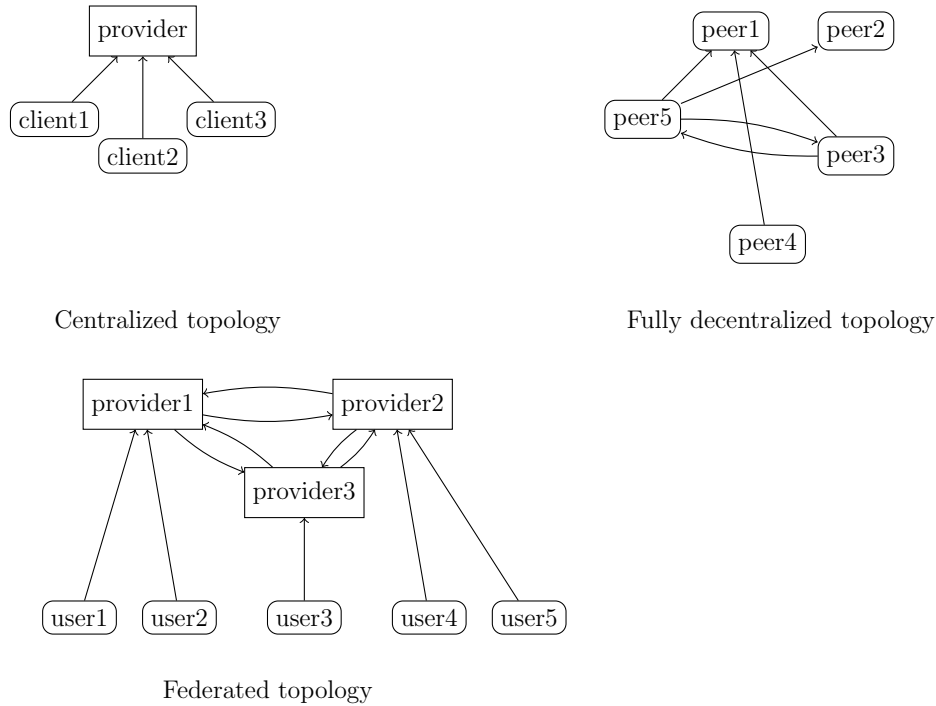 provider
client1
client2
client3
Centralized topology
peer1
peer2
peer5
peer3
peer4
Fully decentralized topology
provider1
provider2
provider3
user1
user2
user3
user4
user5
Federated topology